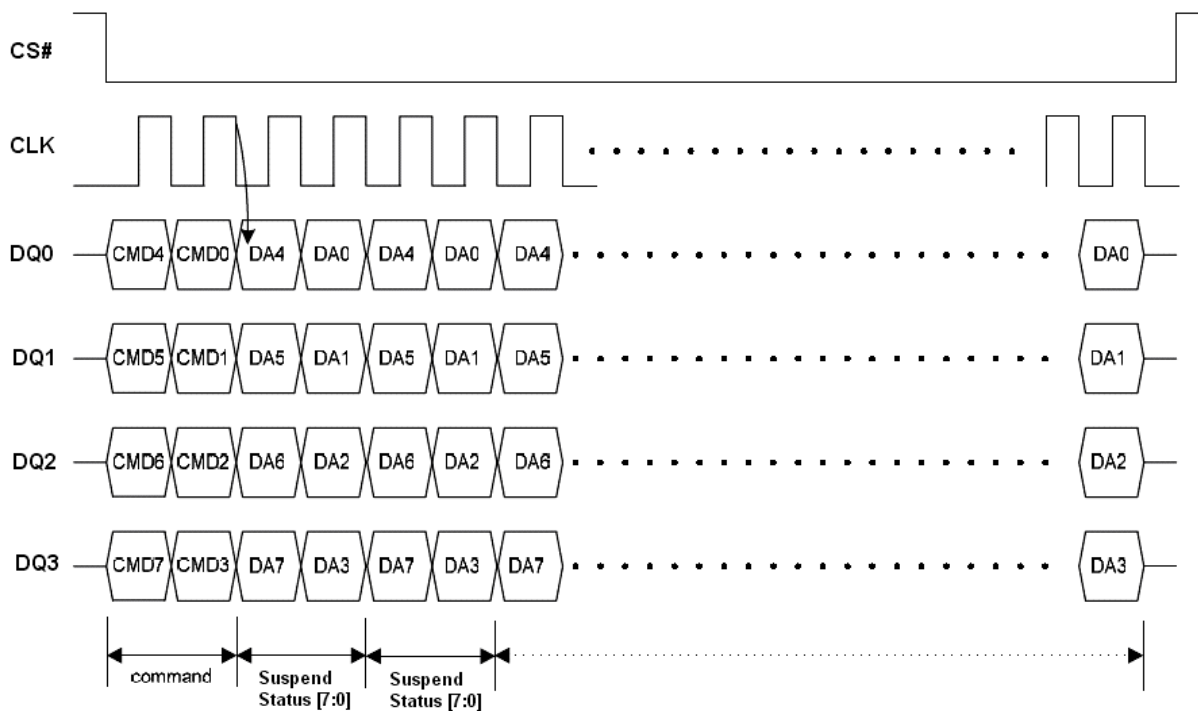 CS#
CLK
DQ0 CMD4 CMD0 DA4 DA0 DA4 DA0 DA4 DA0
DQ1 CMD5 CMD1 DA5 DA1 DA5 DA1 DA5 DA1
DQ2 CMD6 CMD2 DA6 DA2 DA6 DA2 DA6 DA2
DQ3 CMD7 CMD3 DA7 DA3 DA7 DA3 DA7 DA3
command
Suspend
Status [7:0]
Suspend
Status [7:0]